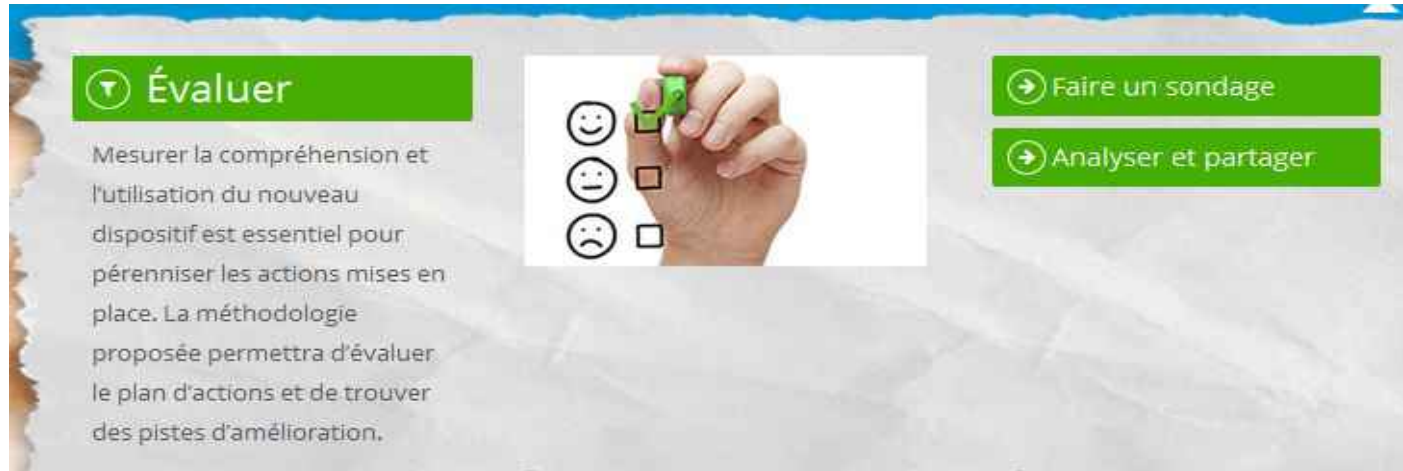 Évaluer
Mesurer la compréhension et
l'utilisation du nouveau
dispositif est essentiel pour
pérenniser les actions mises en
place. La méthodologie
proposée permettra d'évaluer
le plan d'actions et de trouver
des pistes d'amélioration.
Faire un sondage
Analyser et partager